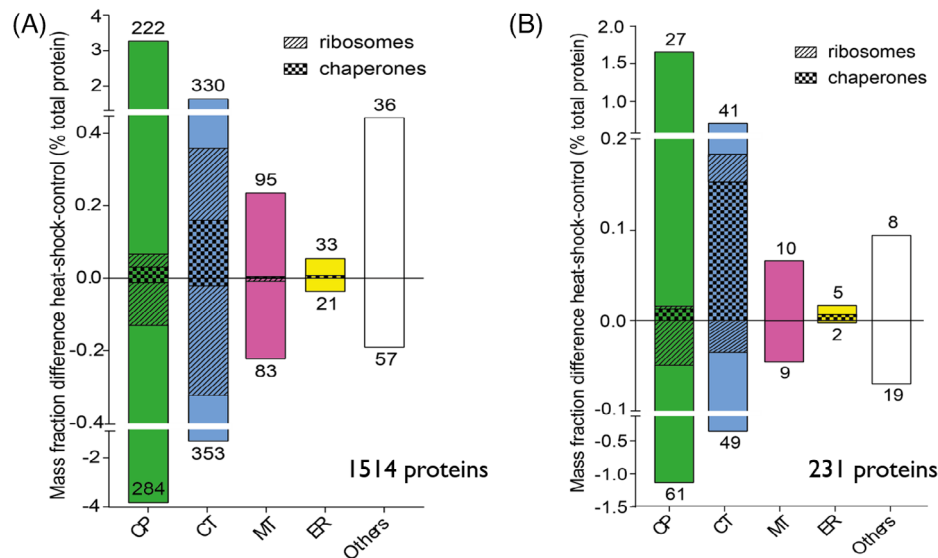 (A)
Mass fraction difference heat-shock-control (% total protein)
4
3
2
0.4
0.2
0.0
-0.2
-0.4
-2
-4
222
330
95
33
36
284
353
83
21
57
ribosomes
chaperones
1514 proteins
CP
CT
MT
ER
Others
(B)
Mass fraction difference heat-shock-control (% total protein)
2.0
1.5
1.0
0.2
0.1
0.0
-0.1
-0.5
-1.0
-1.5
27
41
10
5
8
61
49
9
2
19
ribosomes
chaperones
231 proteins
CP
CT
MT
ER
Others